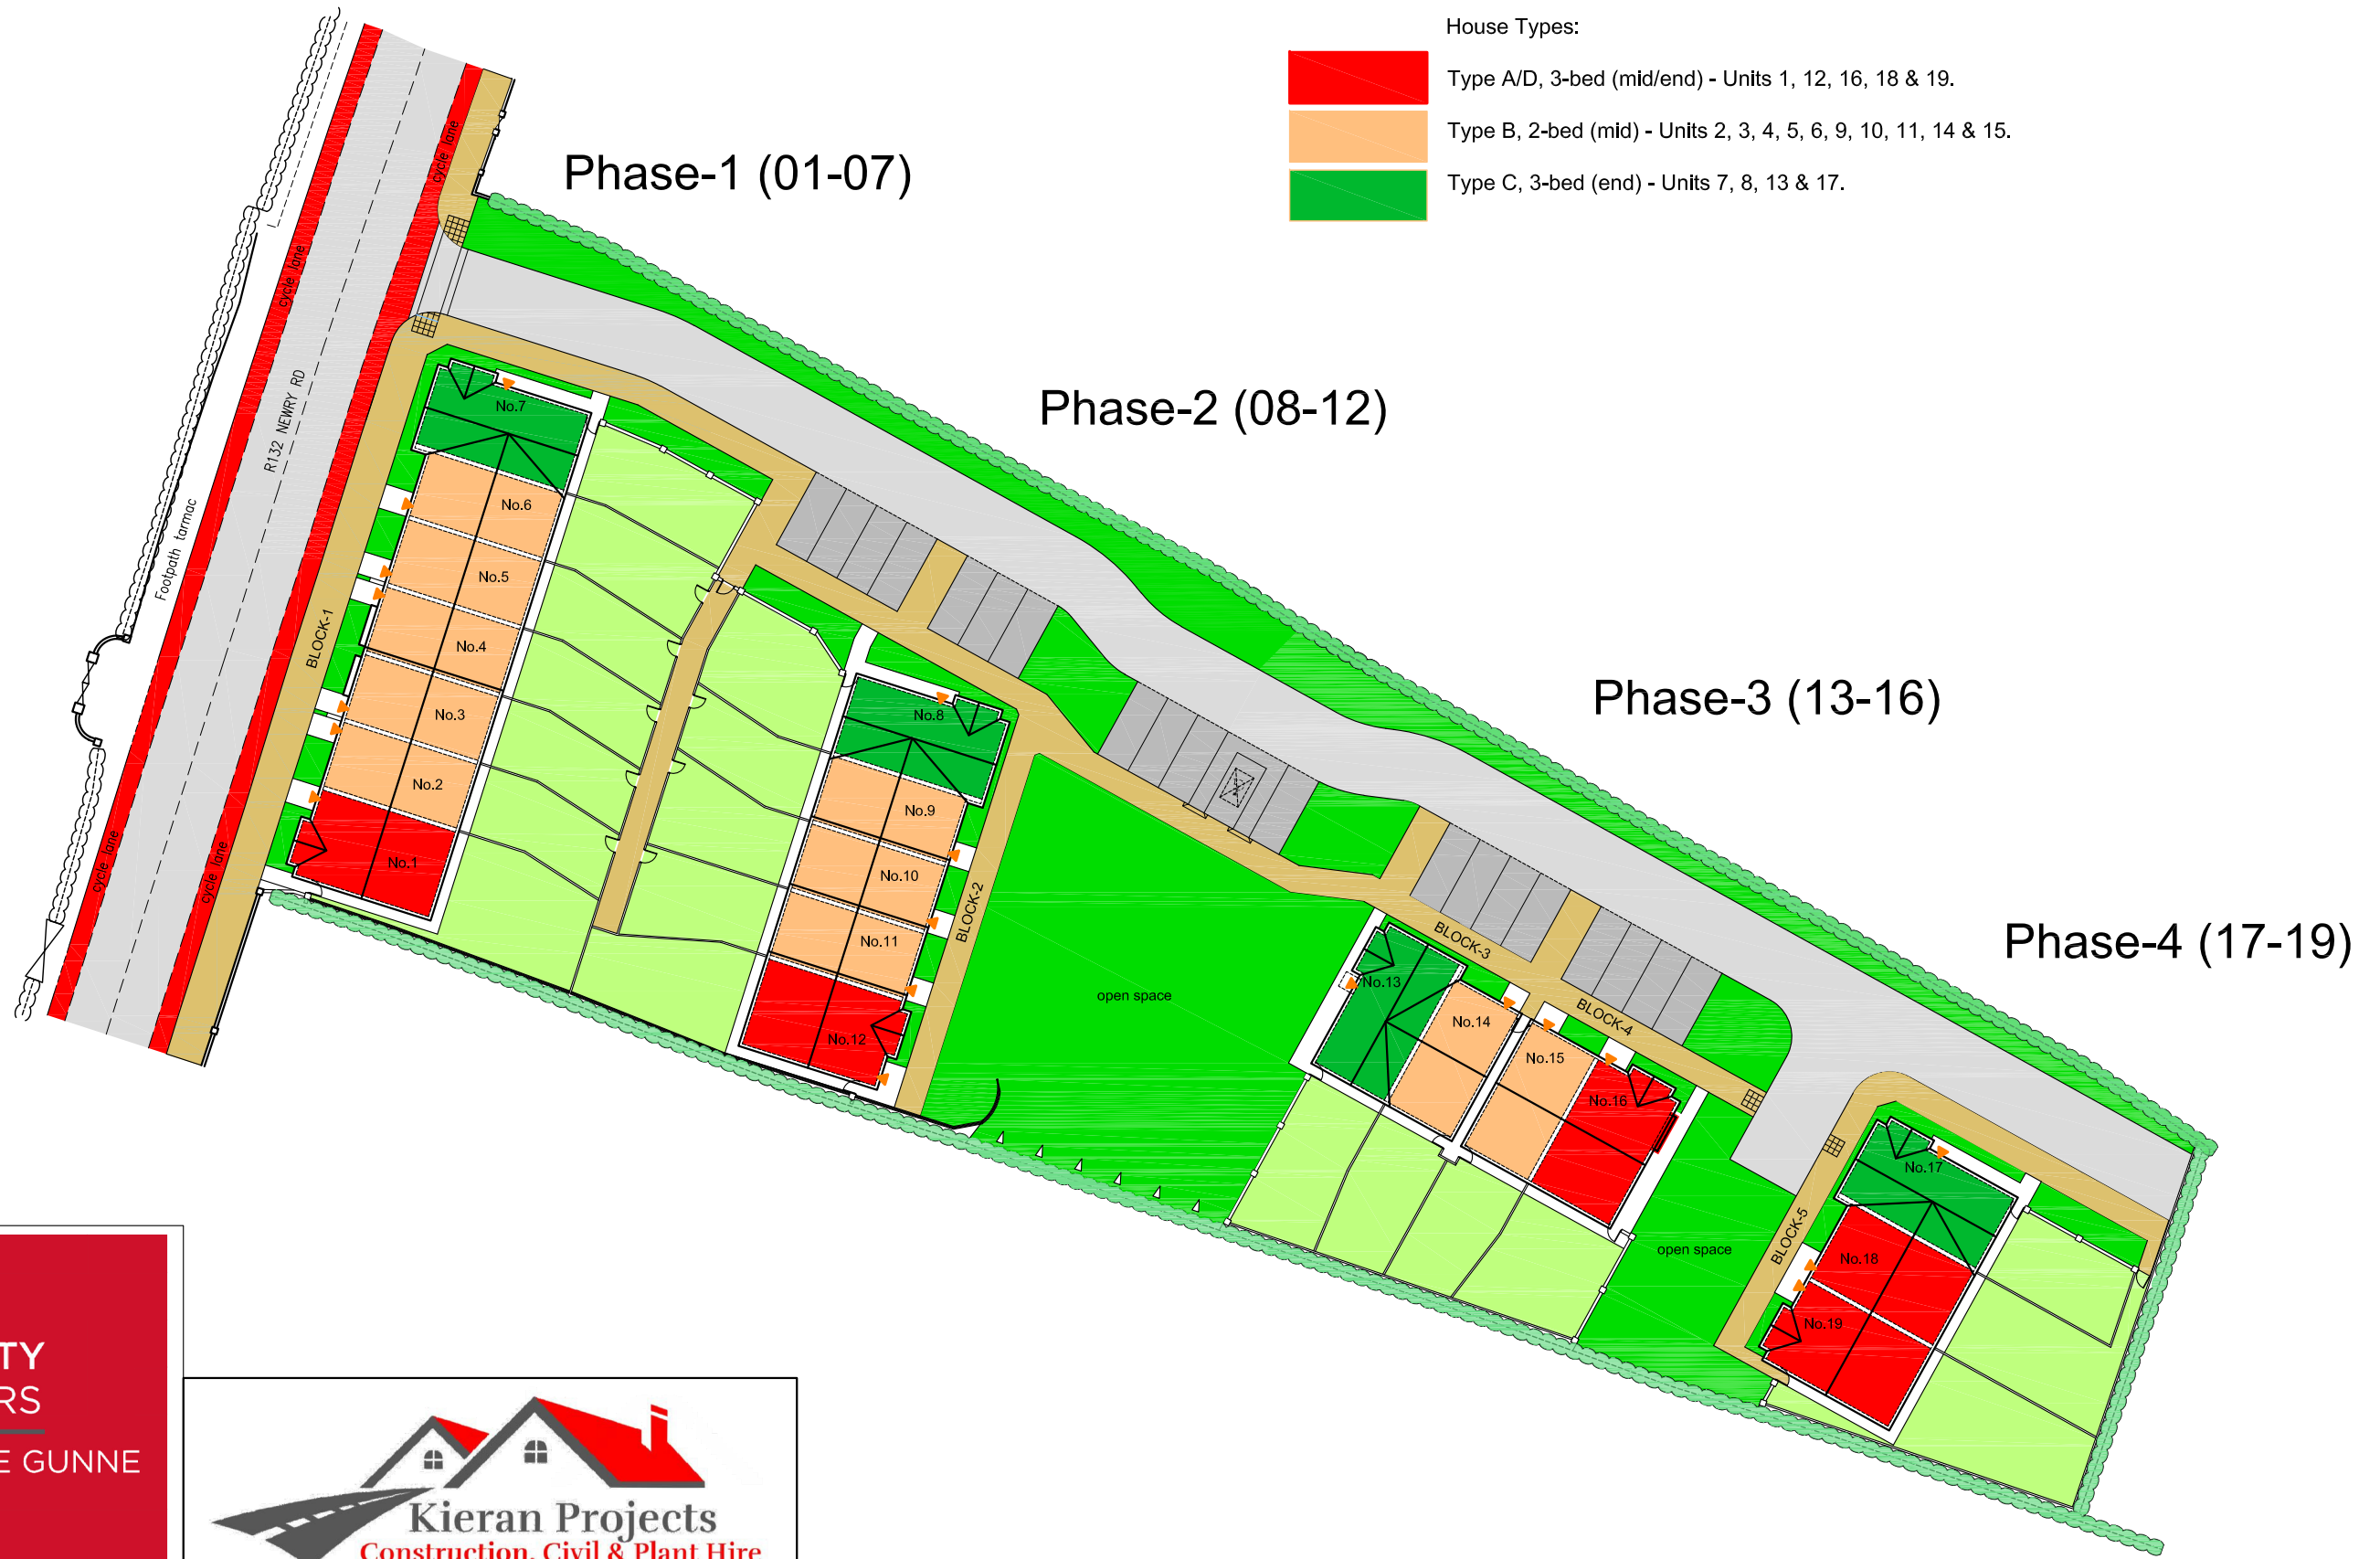 House Types:
Type A/D, 3-bed (mid/end) - Units 1, 12, 16, 18 & 19.
Type B, 2-bed (mid) - Units 2, 3, 4, 5, 6, 9, 10, 11, 14 & 15.
Type C, 3-bed (end) - Units 7, 8, 13 & 17.
Phase-1 (01-07)
Phase-2 (08-12)
Phase-3 (13-16)
Phase-4 (17-19)
cycle lane
cycle lane
R132 NEWRY RD
Footpath tarmac
cycle lane
cycle lane
BLOCK-1
No.7
No.6
No.5
No.4
No.3
No.2
No.1
No.8
No.9
No.10
No.11
No.12
BLOCK-2
open space
BLOCK-3
No.13
No.14
BLOCK-4
No.15
No.16
open space
BLOCK-5
No.17
No.18
No.19
TY
RS
E GUNNE
Kieran Projects
Construction, Civil & Plant Hire